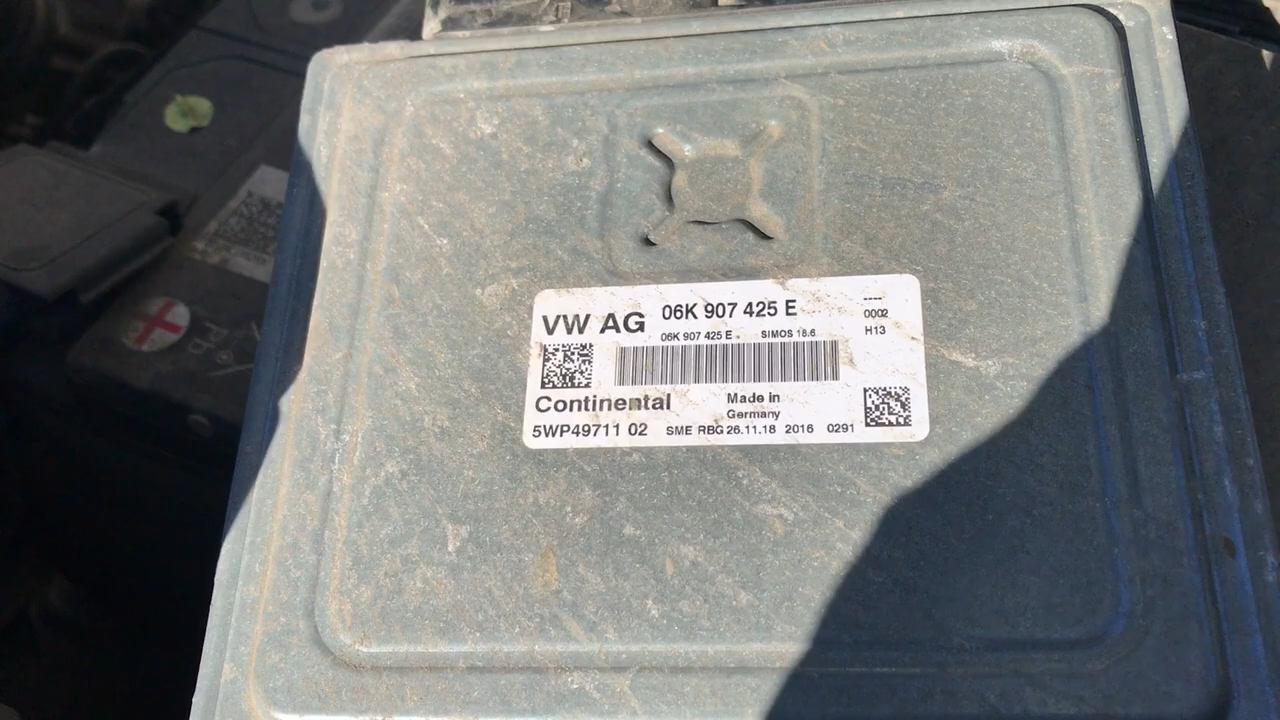 VW AG 06K 907 425 E ----
0002
06K 907 425 E SIMOS 18.6 H13
Continental Made in
Germany
5WP49711 02 SME RBG 26.11.18 2016 0291